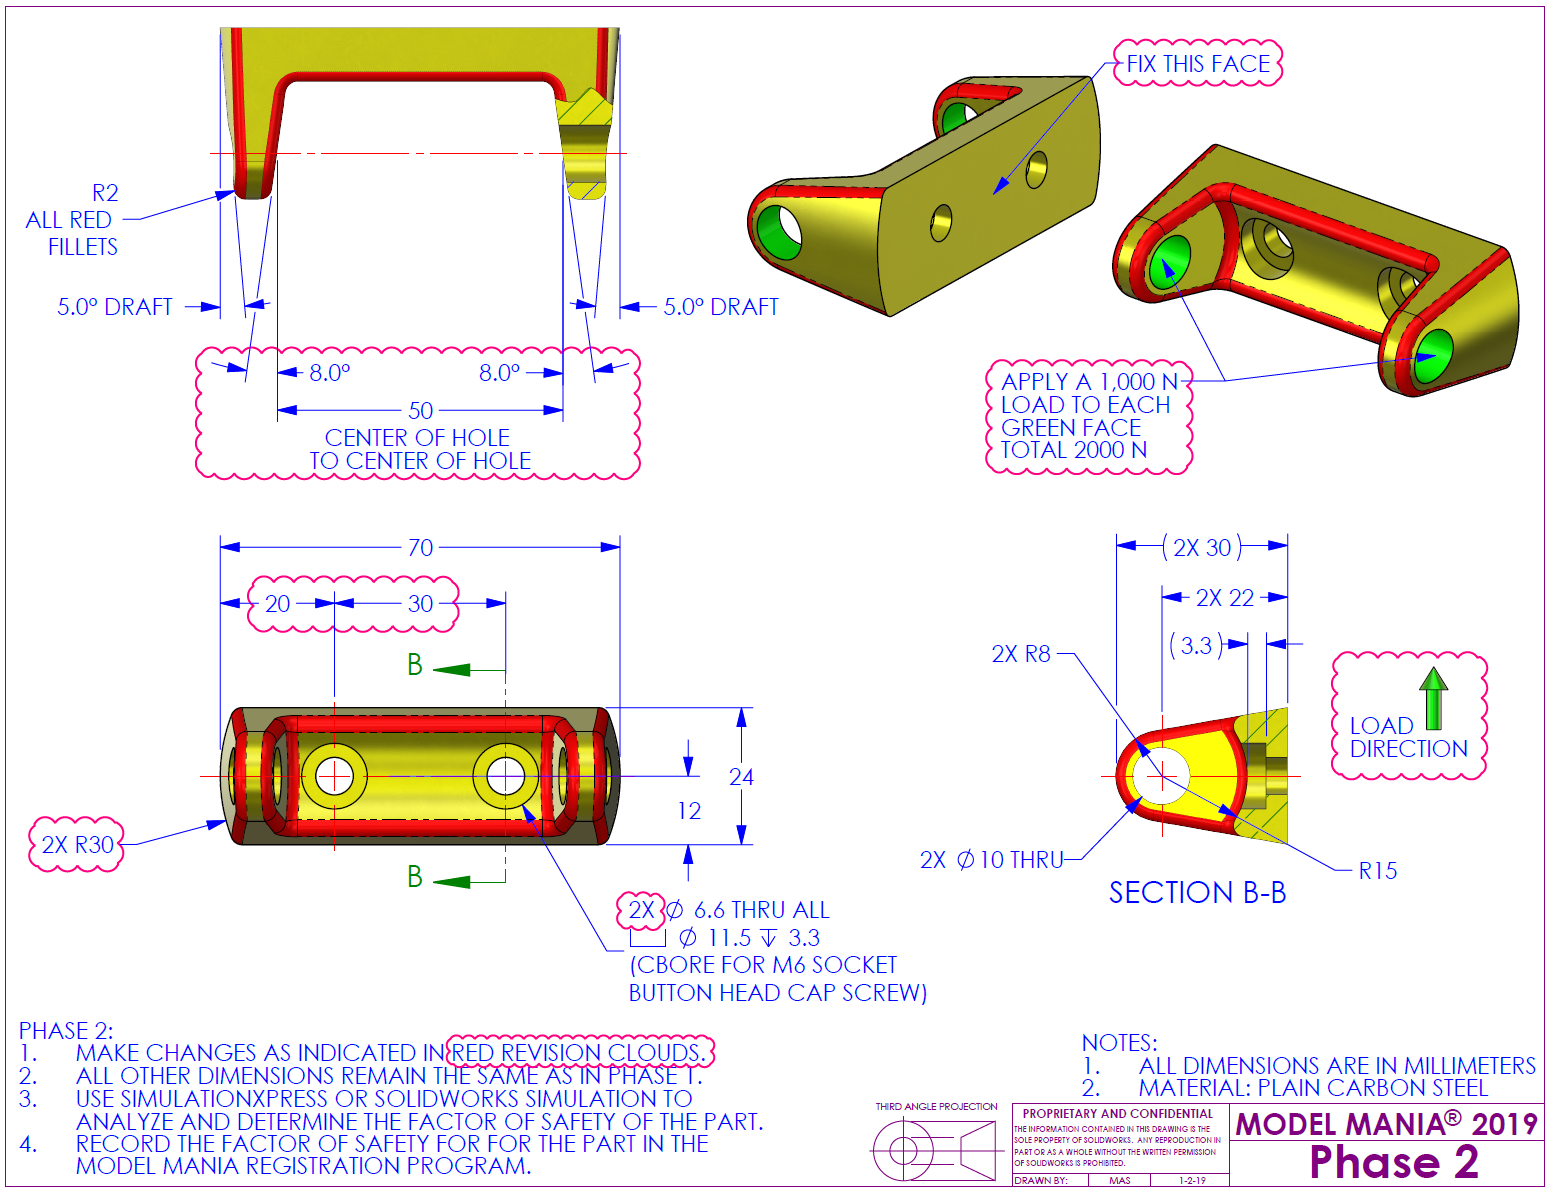 FIX THIS FACE
R2
ALL RED
FILLETS
5.0° DRAFT
5.0° DRAFT
8.0°
8.0°
50
CENTER OF HOLE
TO CENTER OF HOLE
APPLY A 1,000 N
LOAD TO EACH
GREEN FACE
TOTAL 2000 N
70
20
30
B
24
12
2X R30
B
2X ⌀ 6.6 THRU ALL
⌴ ⌀ 11.5 ↧ 3.3
(CBORE FOR M6 SOCKET
BUTTON HEAD CAP SCREW)
(2X 30)
2X 22
(3.3)
2X R8
LOAD
DIRECTION
2X ⌀10 THRU
R15
SECTION B-B
PHASE 2:
1. MAKE CHANGES AS INDICATED IN RED REVISION CLOUDS.
2. ALL OTHER DIMENSIONS REMAIN THE SAME AS IN PHASE 1.
3. USE SIMULATIONXPRESS OR SOLIDWORKS SIMULATION TO
ANALYZE AND DETERMINE THE FACTOR OF SAFETY OF THE PART.
4. RECORD THE FACTOR OF SAFETY FOR FOR THE PART IN THE
MODEL MANIA REGISTRATION PROGRAM.
NOTES:
1. ALL DIMENSIONS ARE IN MILLIMETERS
2. MATERIAL: PLAIN CARBON STEEL
THIRD ANGLE PROJECTION
PROPRIETARY AND CONFIDENTIAL
THE INFORMATION CONTAINED IN THIS DRAWING IS THE
SOLE PROPERTY OF SOLIDWORKS. ANY REPRODUCTION IN
PART OR AS A WHOLE WITHOUT THE WRITTEN PERMISSION
OF SOLIDWORKS IS PROHIBITED.
DRAWN BY: MAS 1-2-19
MODEL MANIA® 2019
Phase 2